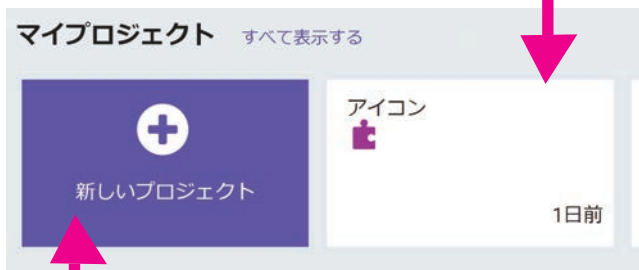 マイプロジェクト すべて表示する
新しいプロジェクト
アイコン
1日前